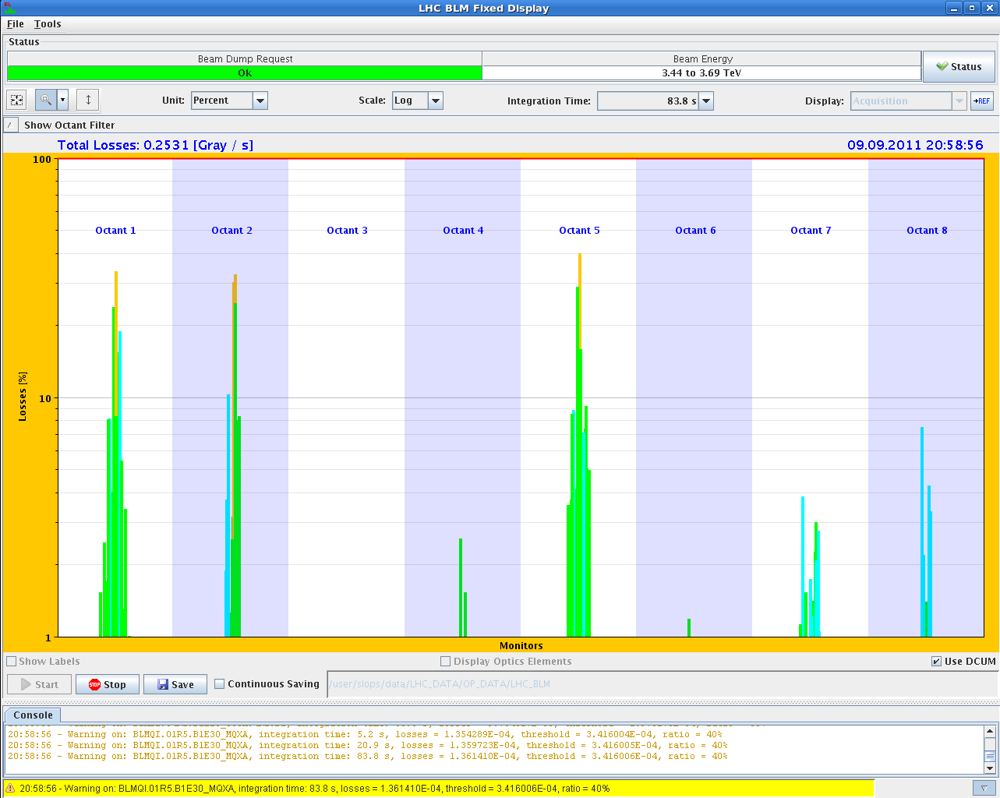 LHC BLM Fixed Display
File Tools
Status
Beam Dump Request Beam Energy
Ok 3.44 to 3.69 TeV
Status
Unit: Percent Scale: Log Integration Time: 83.8 s Display: Acquisition REF
Show Octant Filter
Total Losses: 0.2531 [Gray / s] 09.09.2011 20:58:56
100
Octant 1 Octant 2 Octant 3 Octant 4 Octant 5 Octant 6 Octant 7 Octant 8
Losses [%]
10
1
Monitors
Show Labels Display Optics Elements Use DCUM
Start STOP Stop Save Continuous Saving /user/slops/data/LHC_DATA/OP_DATA/LHC_BLM
Console
20:58:56 - Warning on: BLMQI.01R5.B1E30_MQXA, integration time: 5.2 s, losses = 1.354289E-04, threshold = 3.416004E-04, ratio = 40%
20:58:56 - Warning on: BLMQI.01R5.B1E30_MQXA, integration time: 20.9 s, losses = 1.359723E-04, threshold = 3.416005E-04, ratio = 40%
20:58:56 - Warning on: BLMQI.01R5.B1E30_MQXA, integration time: 83.8 s, losses = 1.361410E-04, threshold = 3.416006E-04, ratio = 40%
20:58:56 - Warning on: BLMQI.01R5.B1E30_MQXA, integration time: 83.8 s, losses = 1.361410E-04, threshold = 3.416006E-04, ratio = 40%